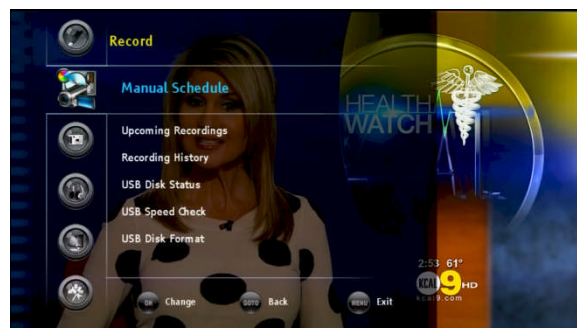 Record
Manual Schedule
HEALTH
WATCH
Upcoming Recordings
Recording History
USB Disk Status
USB Speed Check
USB Disk Format
2:53 61°
KCAL 9 HD
kcal9.com
OK Change GOTO Back MENU Exit